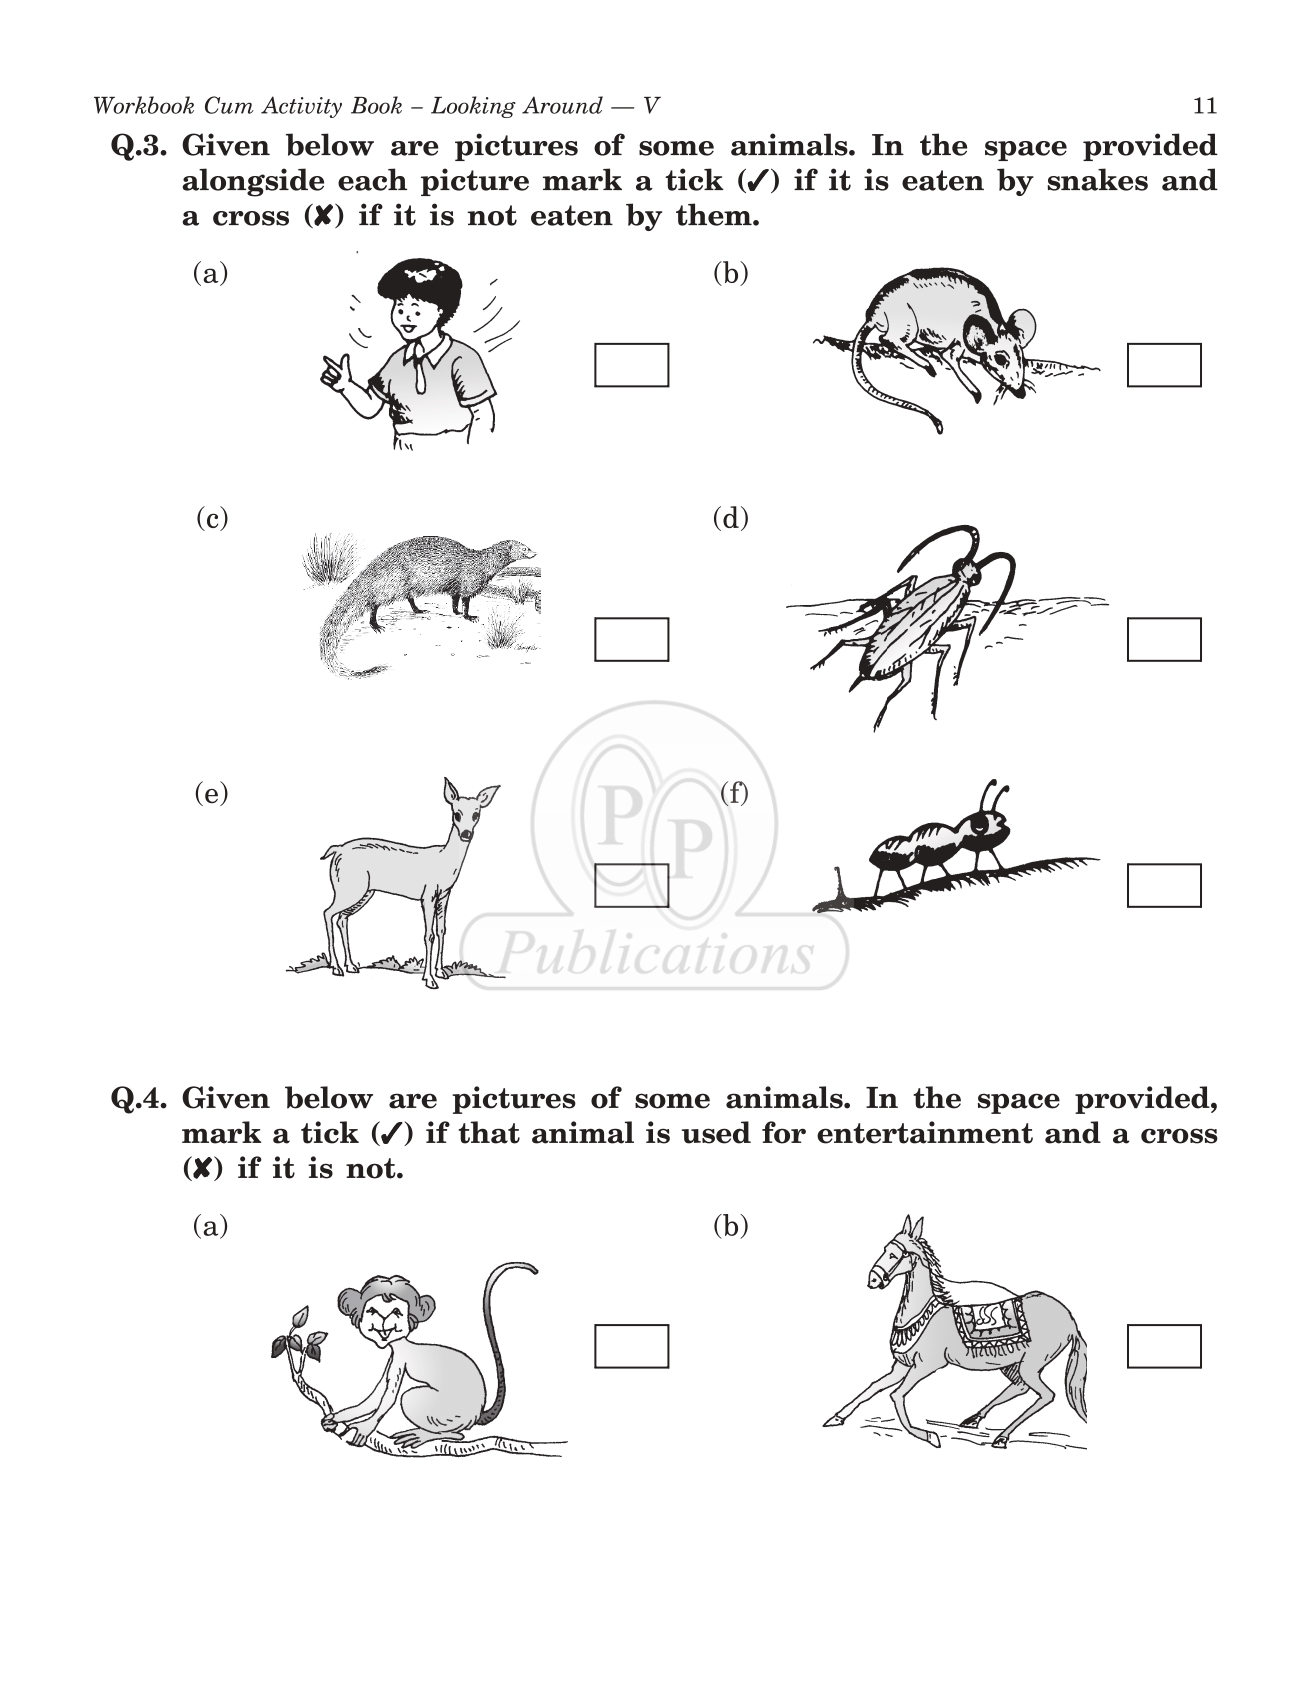 Workbook Cum Activity Book – Looking Around — V 11
Q.3. Given below are pictures of some animals. In the space provided
alongside each picture mark a tick (✓) if it is eaten by snakes and
a cross (✘) if it is not eaten by them.
(a) (b)
(c) (d)
(e) (f)
PP
Publications
Q.4. Given below are pictures of some animals. In the space provided,
mark a tick (✓) if that animal is used for entertainment and a cross
(✘) if it is not.
(a) (b)